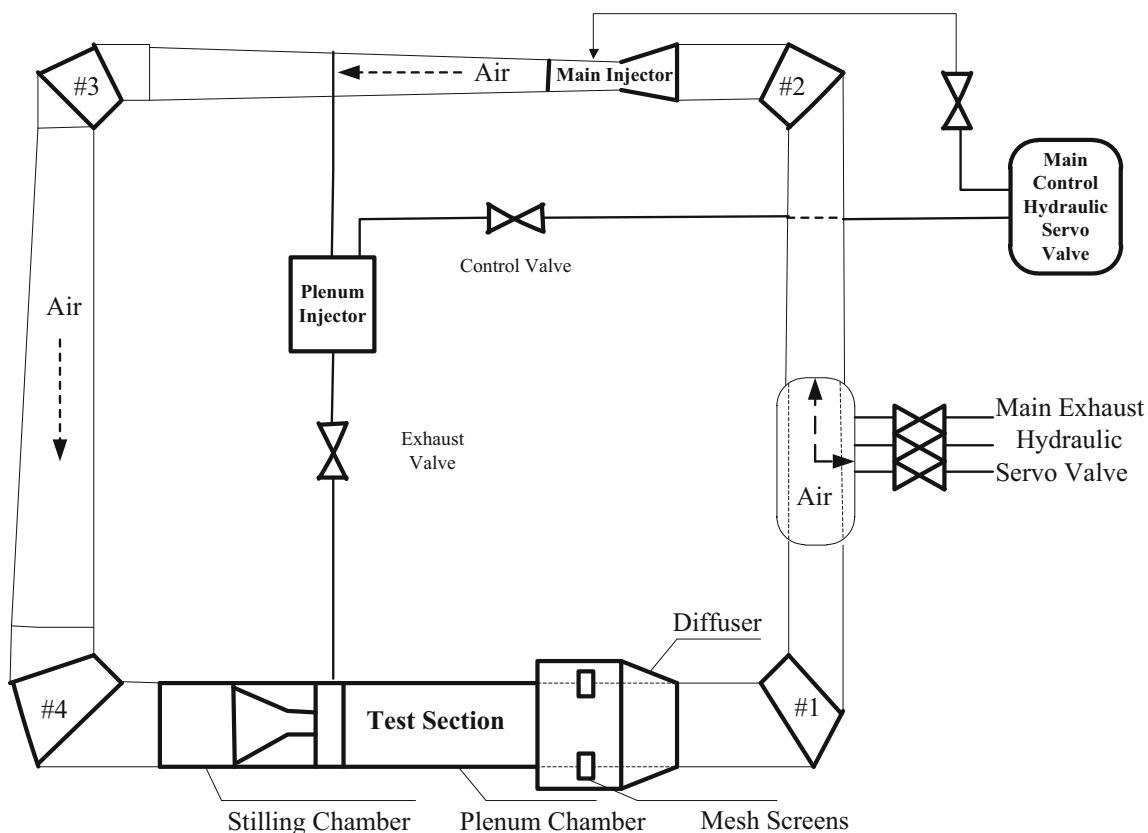 #3
Air
Main Injector
#2
Main
Control
Hydraulic
Servo
Valve
Control Valve
Plenum
Injector
Air
Exhaust
Valve
Main Exhaust
Hydraulic
Servo Valve
Air
Diffuser
#4
Test Section
#1
Stilling Chamber
Plenum Chamber
Mesh Screens